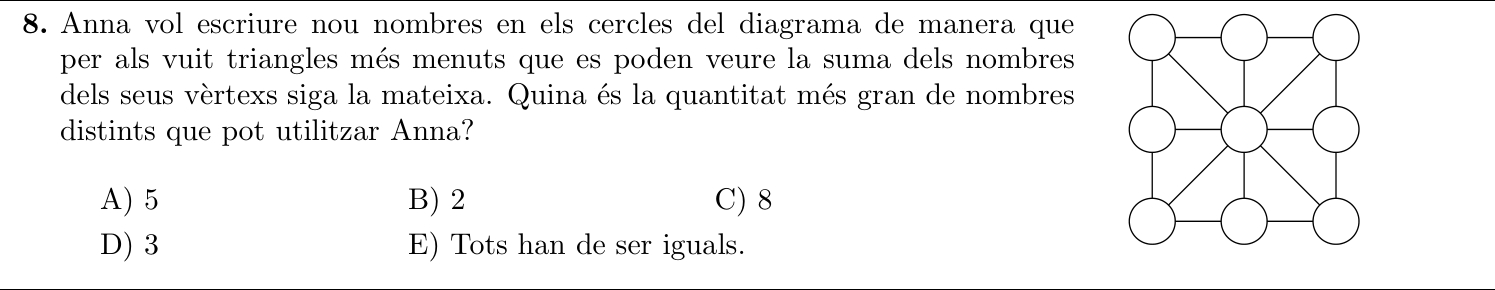 8. Anna vol escriure nou nombres en els cercles del diagrama de manera que
per als vuit triangles més menuts que es poden veure la suma dels nombres
dels seus vèrtexs siga la mateixa. Quina és la quantitat més gran de nombres
distints que pot utilitzar Anna?
A) 5 B) 2 C) 8
D) 3 E) Tots han de ser iguals.